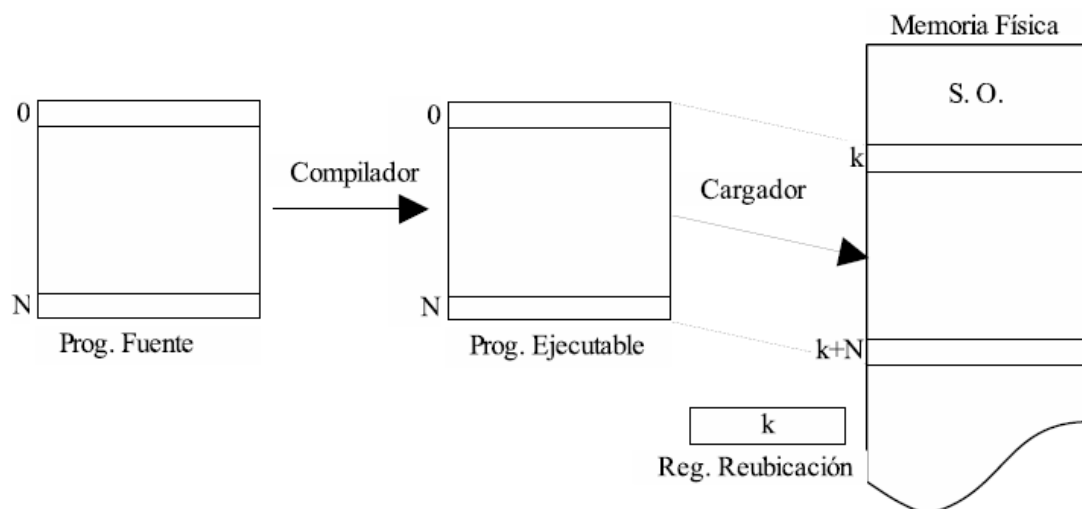 Memoria Física
S. O.
0
0
k
Compilador
Cargador
N
N
k+N
Prog. Fuente
Prog. Ejecutable
k
Reg. Reubicación